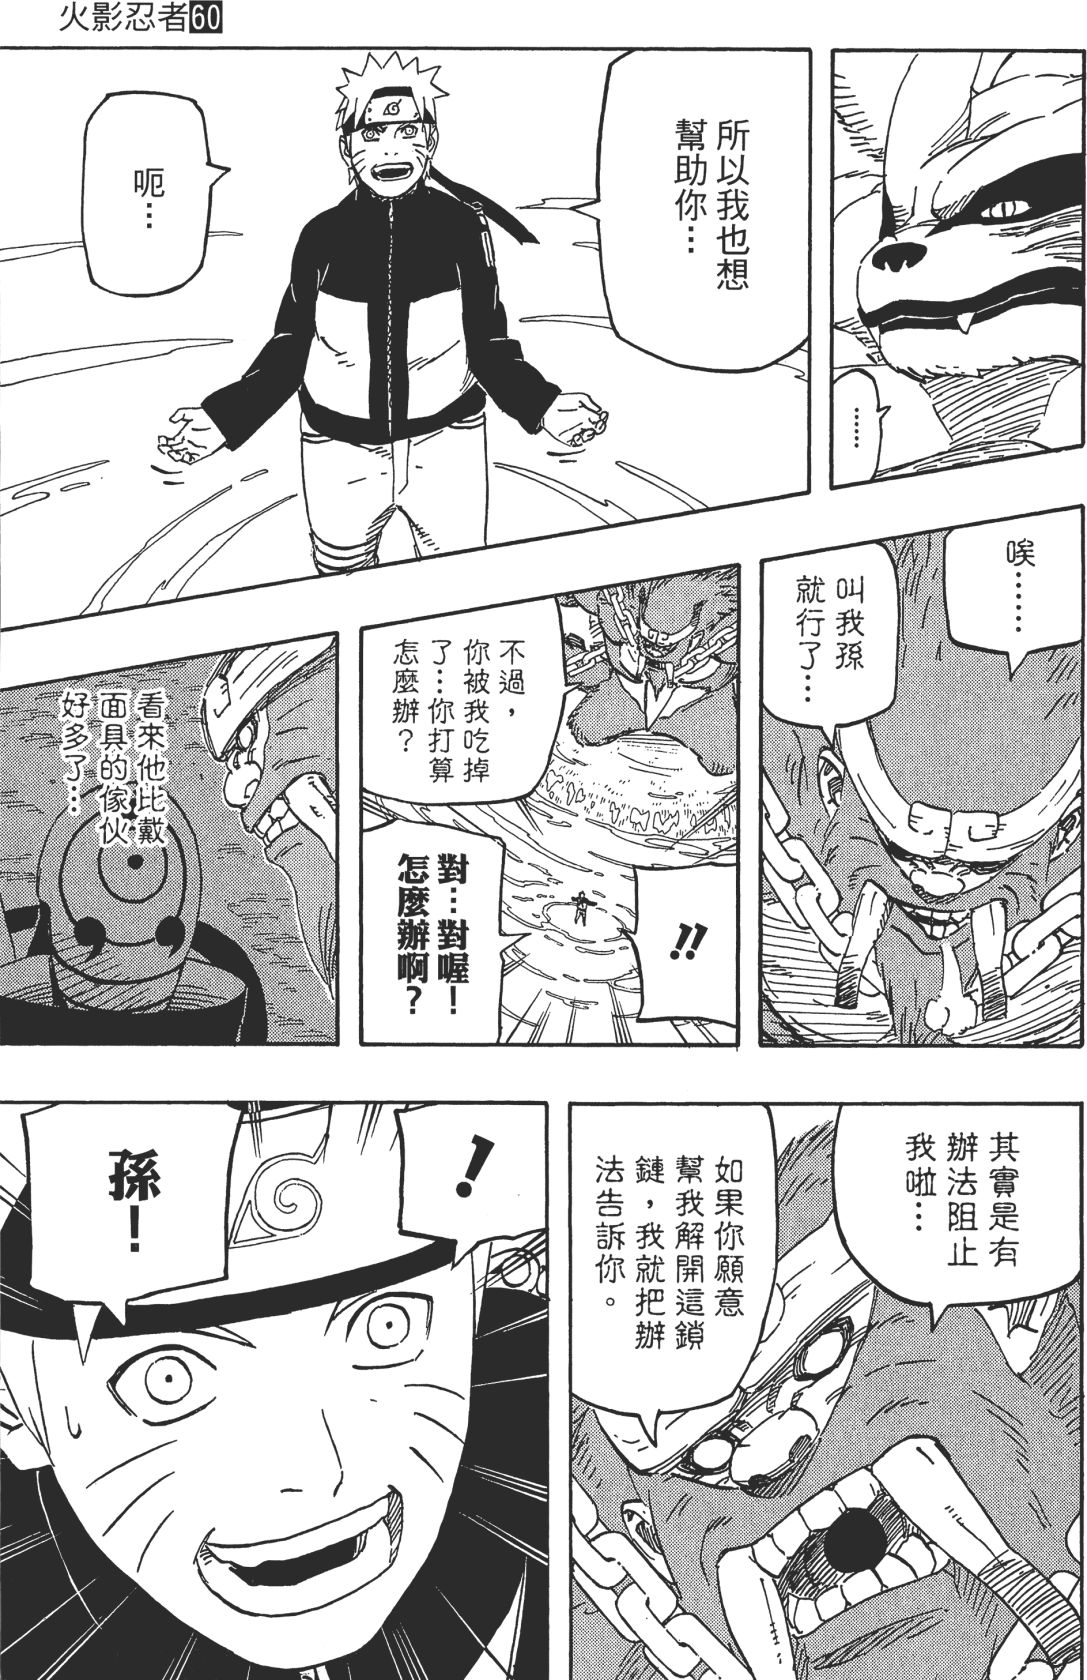 火影忍者60
………
所以我也想
幫助你…
呃…
唉……
叫我孫
就行了…
不過，
你被我吃掉
了…你打算
怎麼辦？
!!
對…對喔！
怎麼辦啊？
看來他比戴
面具的傢伙
好多了…
其實是有
辦法阻止
我啦…
如果你願意
幫我解開這鎖
鏈，我就把辦
法告訴你。
！
孫！